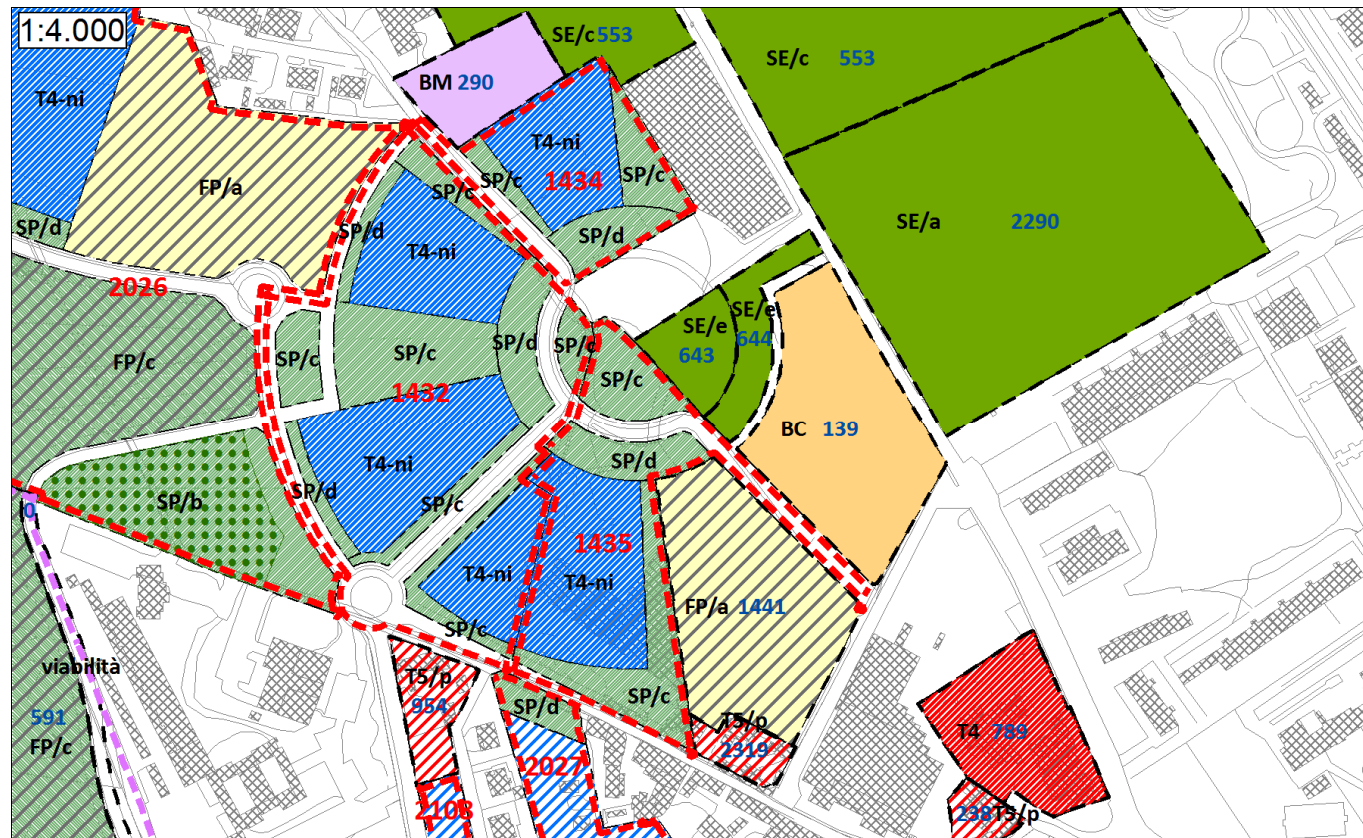 1:4.000
SE/c 553
SE/c 553
BM 290
T4-ni
T4-ni
1434
SP/c
SP/c
SP/c
FP/a
SE/a 2290
SP/d
SP/d
SP/d
T4-ni
2026
SE/e
643
SE/e
644
SP/c
SP/c
SP/d
SP/c
SP/c
FP/c
1432
BC 139
T4-ni
SP/d
SP/b
SP/d
SP/c
0
1435
T4-ni
T4-ni
FP/a 1441
SP/c
viabilità
T5/p
954
SP/c
SP/d
591
FP/c
T5/p
2319
T4 789
2027
2108
238 T5/p